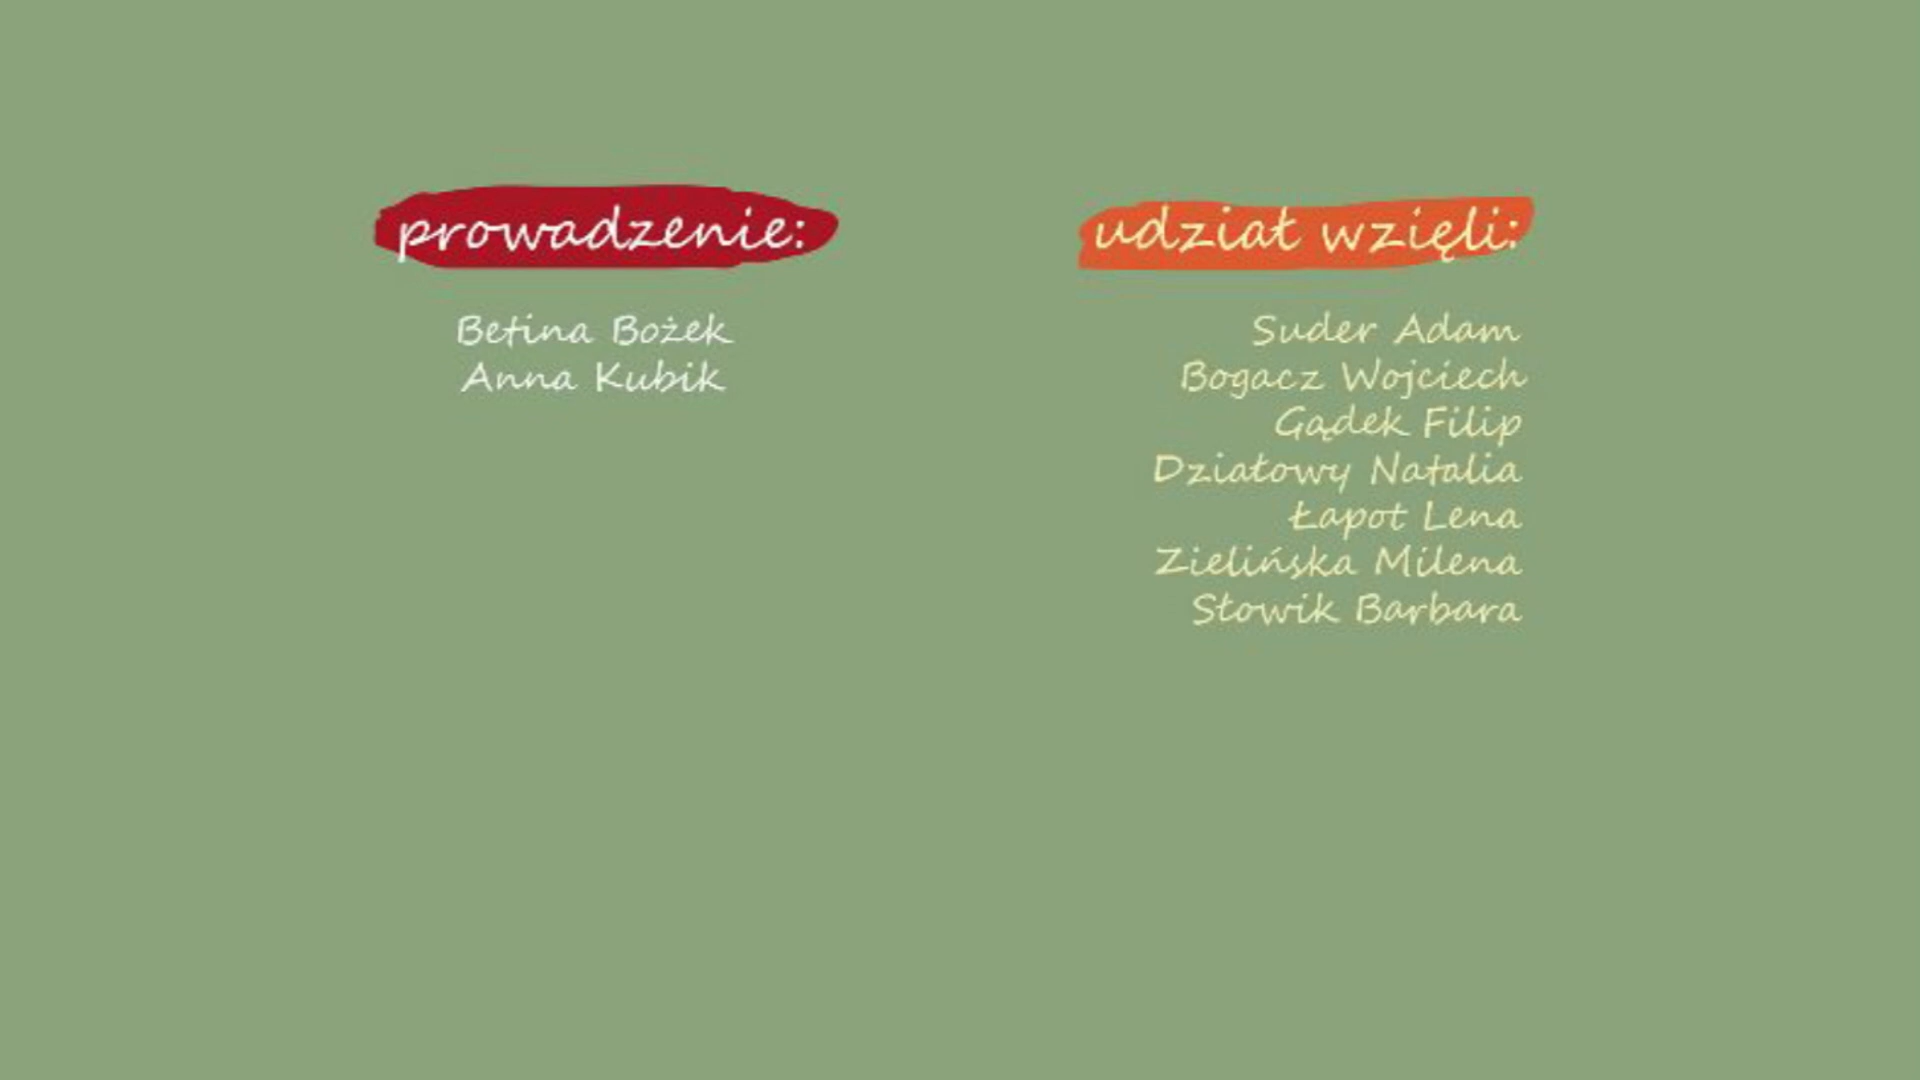 prowadzenie:
Betina Bożek
Anna Kubik
udział wzięli:
Suder Adam
Bogacz Wojciech
Gądek Filip
Działowy Natalia
Łapot Lena
Zielińska Milena
Słowik Barbara